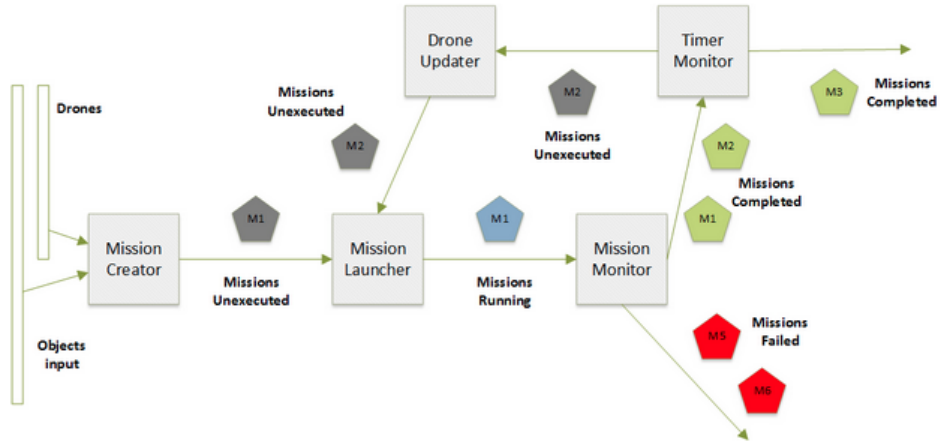 Drone
Updater
Timer
Monitor
Missions
Unexecuted
M2
M2
Missions
Unexecuted
M3
Missions
Completed
Drones
M2
Missions
Completed
M1
M1
M1
Mission
Creator
Mission
Launcher
Mission
Monitor
Missions
Unexecuted
Missions
Running
Objects
input
M5
Missions
Failed
M6